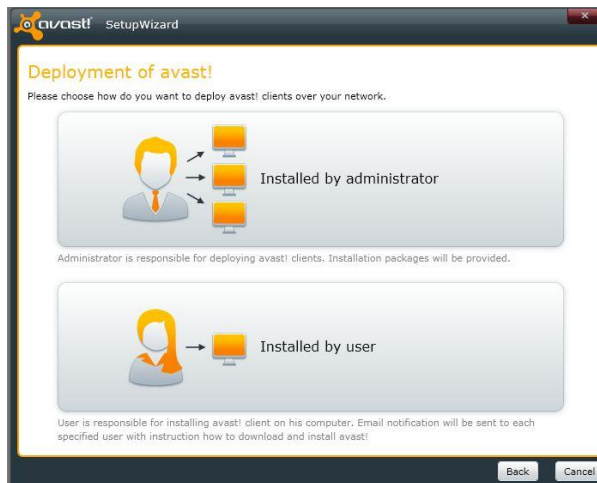 avast! SetupWizard
Deployment of avast!
Please choose how do you want to deploy avast! clients over your network.
Installed by administrator
Administrator is responsible for deploying avast! clients. Installation packages will be provided.
Installed by user
User is responsible for installing avast! client on his computer. Email notification will be sent to each
specified user with instruction how to download and install avast!
Back Cancel